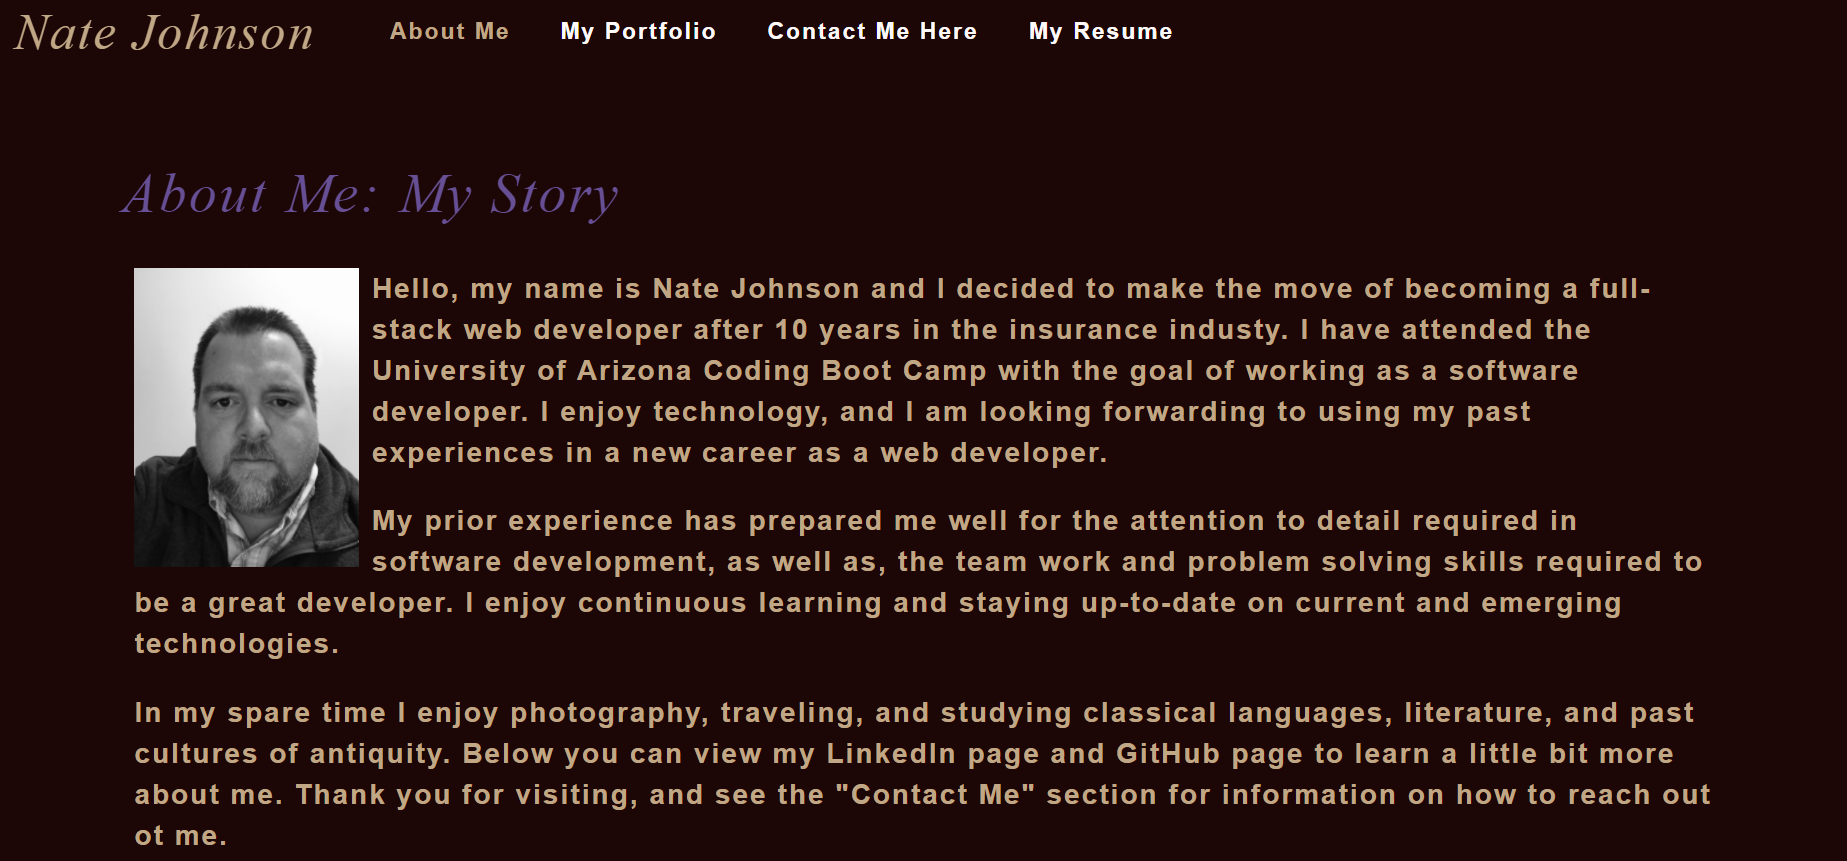 Nate Johnson
About Me My Portfolio Contact Me Here My Resume
About Me: My Story
Hello, my name is Nate Johnson and I decided to make the move of becoming a full-
stack web developer after 10 years in the insurance industy. I have attended the
University of Arizona Coding Boot Camp with the goal of working as a software
developer. I enjoy technology, and I am looking forwarding to using my past
experiences in a new career as a web developer.
My prior experience has prepared me well for the attention to detail required in
software development, as well as, the team work and problem solving skills required to
be a great developer. I enjoy continuous learning and staying up-to-date on current and emerging
technologies.
In my spare time I enjoy photography, traveling, and studying classical languages, literature, and past
cultures of antiquity. Below you can view my LinkedIn page and GitHub page to learn a little bit more
about me. Thank you for visiting, and see the "Contact Me" section for information on how to reach out
ot me.